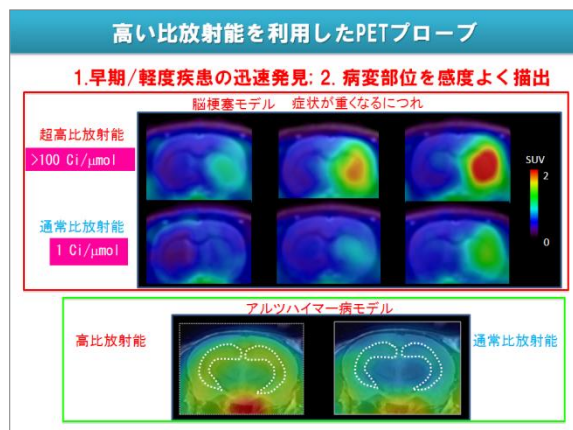 高い比放射能を利用したPETプローブ
1.早期/軽度疾患の迅速発見: 2. 病変部位を感度よく描出
脳梗塞モデル 症状が重くなるにつれ
超高比放射能
>100 Ci/μmol
SUV
2
0
通常比放射能
1 Ci/μmol
アルツハイマー病モデル
高比放射能
通常比放射能